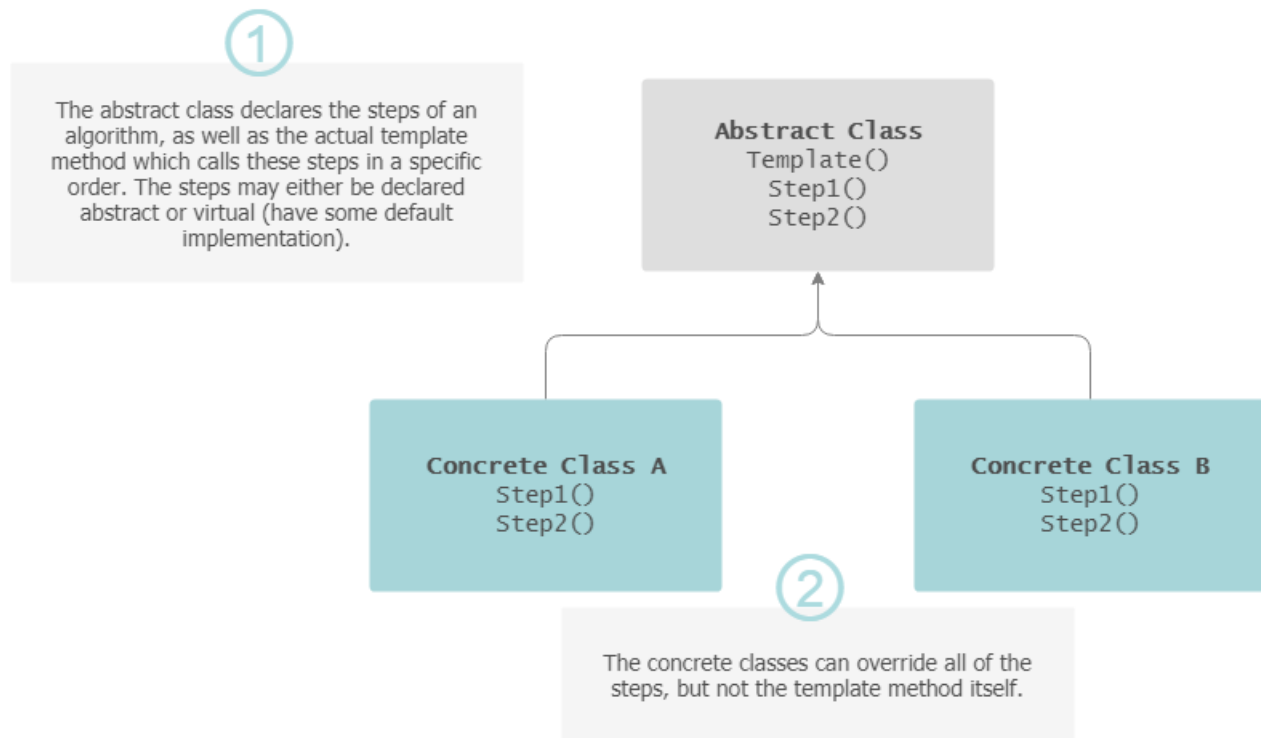 1
The abstract class declares the steps of an
algorithm, as well as the actual template
method which calls these steps in a specific
order. The steps may either be declared
abstract or virtual (have some default
implementation).
Abstract Class
Template()
Step1()
Step2()
Concrete Class A
Step1()
Step2()
Concrete Class B
Step1()
Step2()
2
The concrete classes can override all of the
steps, but not the template method itself.